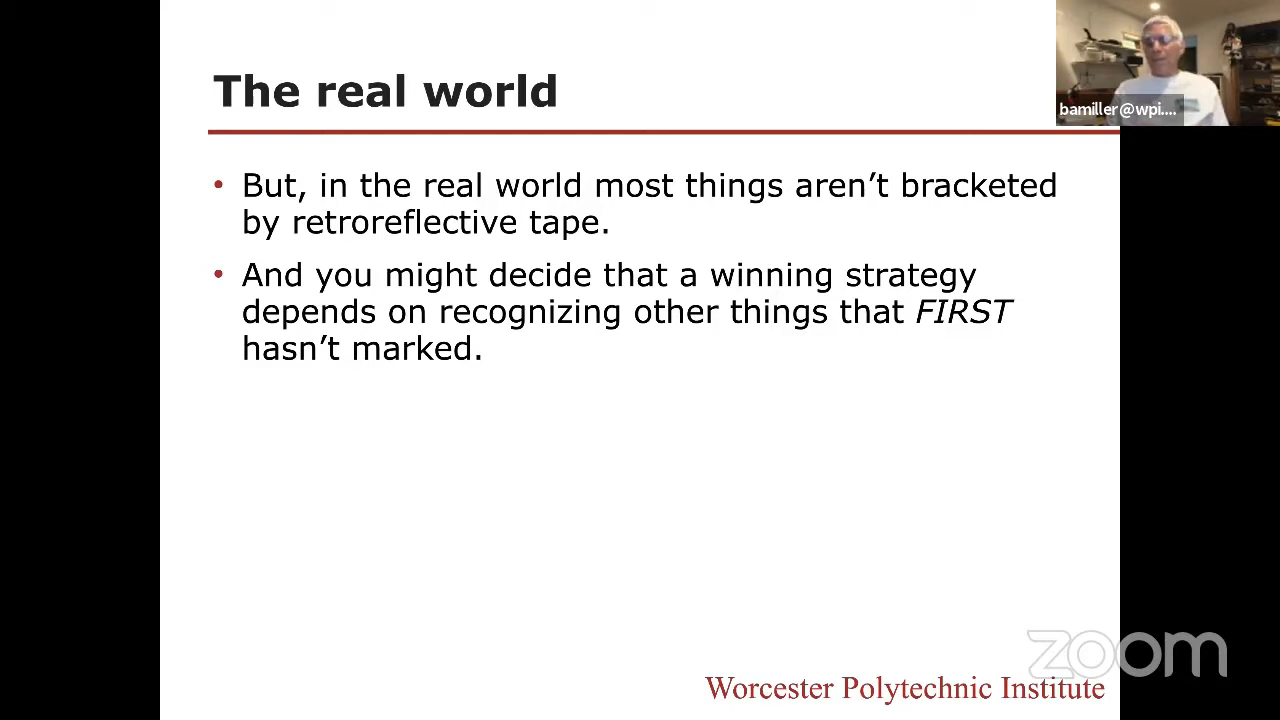 The real world
bamiller@wpi....
• But, in the real world most things aren’t bracketed
by retroreflective tape.
• And you might decide that a winning strategy
depends on recognizing other things that FIRST
hasn’t marked.
zoom
Worcester Polytechnic Institute